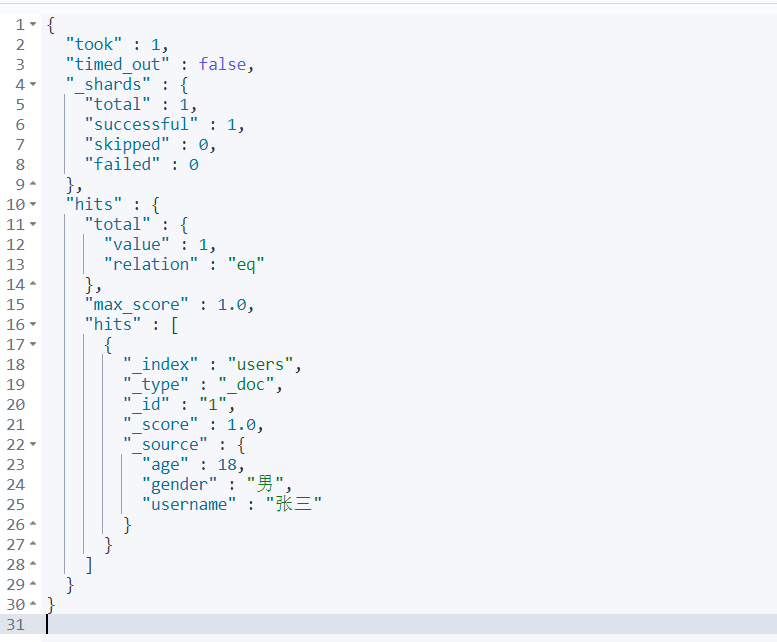 1 {
2 "took" : 1,
3 "timed_out" : false,
4 "_shards" : {
5 "total" : 1,
6 "successful" : 1,
7 "skipped" : 0,
8 "failed" : 0
9 },
10 "hits" : {
11 "total" : {
12 "value" : 1,
13 "relation" : "eq"
14 },
15 "max_score" : 1.0,
16 "hits" : [
17 {
18 "_index" : "users",
19 "_type" : "_doc",
20 "_id" : "1",
21 "_score" : 1.0,
22 "_source" : {
23 "age" : 18,
24 "gender" : "男",
25 "username" : "张三"
26 }
27 }
28 ]
29 }
30 }
31